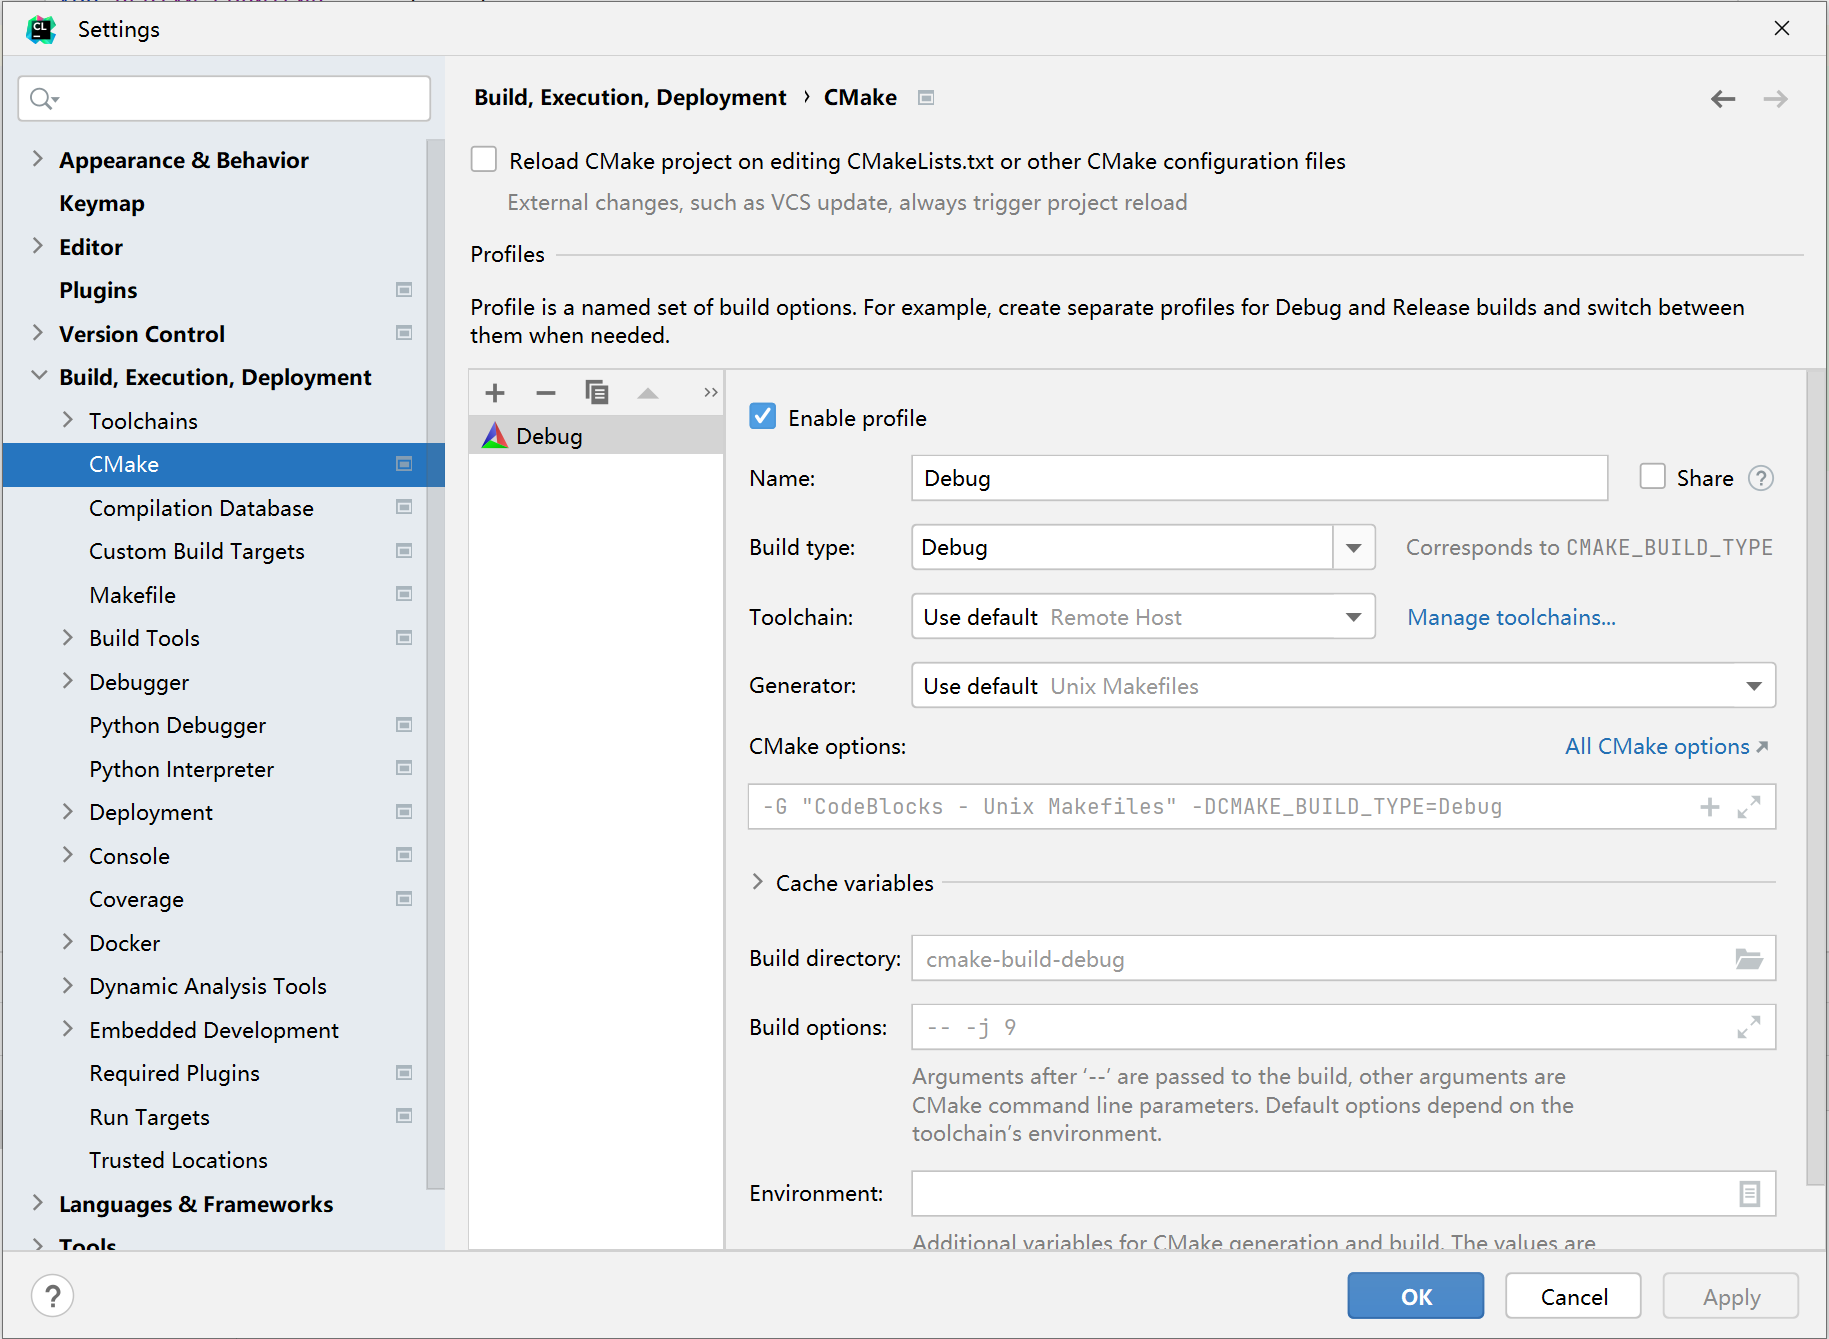 Settings
Appearance & Behavior
Keymap
Editor
Plugins
Version Control
Build, Execution, Deployment
Toolchains
CMake
Compilation Database
Custom Build Targets
Makefile
Build Tools
Debugger
Python Debugger
Python Interpreter
Deployment
Console
Coverage
Docker
Dynamic Analysis Tools
Embedded Development
Required Plugins
Run Targets
Trusted Locations
Languages & Frameworks
Tools
Build, Execution, Deployment › CMake
Reload CMake project on editing CMakeLists.txt or other CMake configuration files
External changes, such as VCS update, always trigger project reload
Profiles
Profile is a named set of build options. For example, create separate profiles for Debug and Release builds and switch between
them when needed.
Debug
Enable profile
Name: Debug Share ?
Build type: Debug Corresponds to CMAKE_BUILD_TYPE
Toolchain: Use default Remote Host Manage toolchains...
Generator: Use default Unix Makefiles
CMake options: All CMake options
-G "CodeBlocks - Unix Makefiles" -DCMAKE_BUILD_TYPE=Debug
Cache variables
Build directory: cmake-build-debug
Build options: -- -j 9
Arguments after ‘--’ are passed to the build, other arguments are
CMake command line parameters. Default options depend on the
toolchain’s environment.
Environment:
Additional variables for CMake generation and build. The values are
? OK Cancel Apply